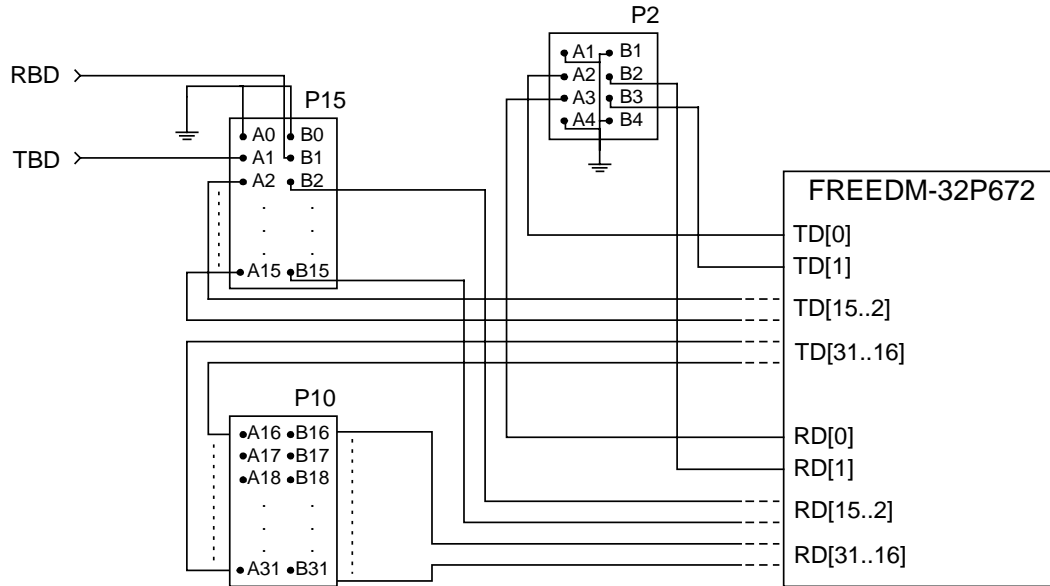 P2
A1 B1
A2 B2
A3 B3
A4 B4
RBD
TBD
P15
A0 B0
A1 B1
A2 B2
A15 B15
FREEDM-32P672
TD[0]
TD[1]
TD[15..2]
TD[31..16]
RD[0]
RD[1]
RD[15..2]
RD[31..16]
P10
A16 B16
A17 B17
A18 B18
A31 B31